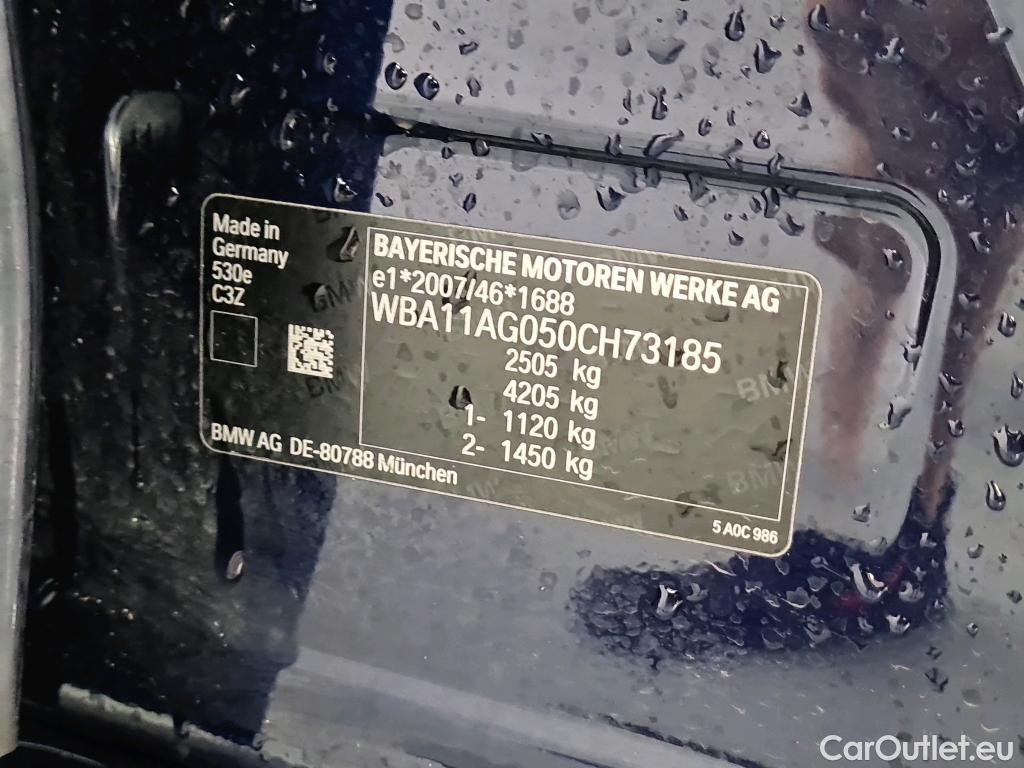 Made in
Germany
530e
C3Z
BAYERISCHE MOTOREN WERKE AG
e1*2007/46*1688
WBA11AG050CH73185
2505 kg
4205 kg
1- 1120 kg
2- 1450 kg
BMW AG DE-80788 München
5 A0C 986
CarOutlet.eu